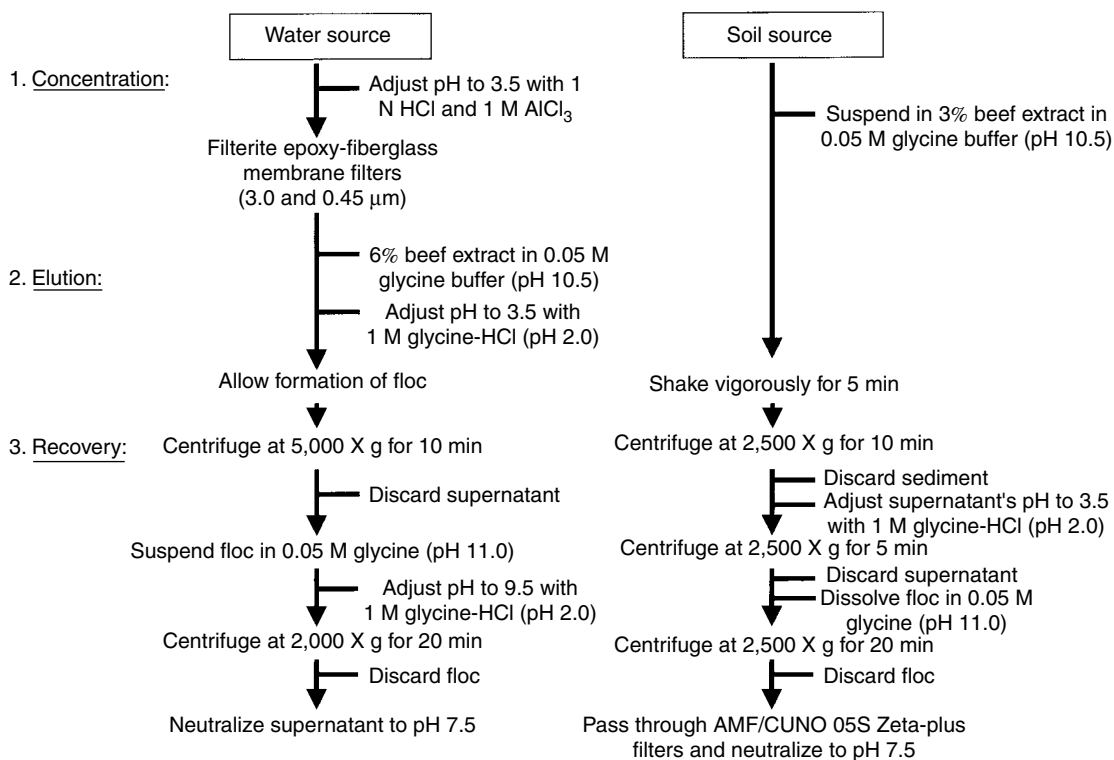 Water source
Soil source
1. Concentration:
Adjust pH to 3.5 with 1
N HCl and 1 M AlCl₃
Suspend in 3% beef extract in
0.05 M glycine buffer (pH 10.5)
Filterite epoxy-fiberglass
membrane filters
(3.0 and 0.45 μm)
2. Elution:
6% beef extract in 0.05 M
glycine buffer (pH 10.5)
Adjust pH to 3.5 with
1 M glycine-HCl (pH 2.0)
Allow formation of floc
Shake vigorously for 5 min
3. Recovery:
Centrifuge at 5,000 X g for 10 min
Centrifuge at 2,500 X g for 10 min
Discard supernatant
Discard sediment
Adjust supernatant's pH to 3.5
with 1 M glycine-HCl (pH 2.0)
Suspend floc in 0.05 M glycine (pH 11.0)
Centrifuge at 2,500 X g for 5 min
Adjust pH to 9.5 with
1 M glycine-HCl (pH 2.0)
Discard supernatant
Dissolve floc in 0.05 M
glycine (pH 11.0)
Centrifuge at 2,000 X g for 20 min
Centrifuge at 2,500 X g for 20 min
Discard floc
Discard floc
Neutralize supernatant to pH 7.5
Pass through AMF/CUNO 05S Zeta-plus
filters and neutralize to pH 7.5